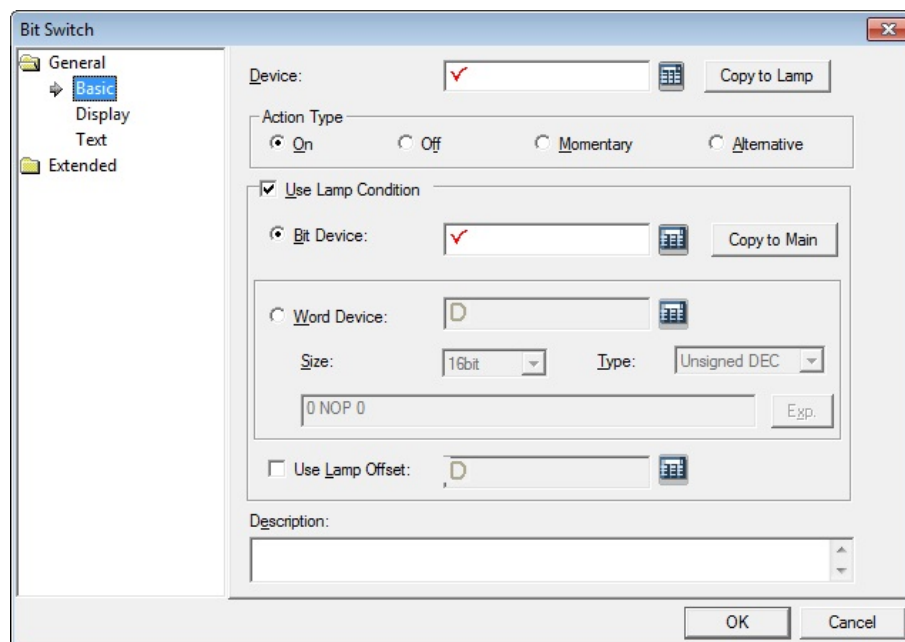 Bit Switch
General
Basic
Display
Text
Extended
Device:
Copy to Lamp
Action Type
On Off Momentary Alternative
Use Lamp Condition
Bit Device:
Copy to Main
Word Device: D
Size: 16bit Type: Unsigned DEC
0 NOP 0 Exp.
Use Lamp Offset: D
Description:
OK Cancel